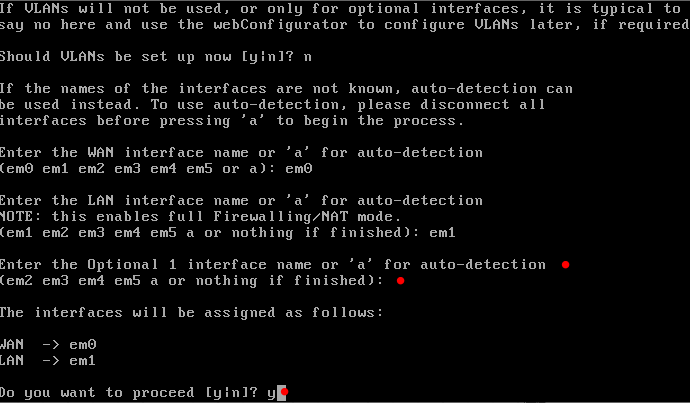 If VLANs will not be used, or only for optional interfaces, it is typical to
say no here and use the webConfigurator to configure VLANs later, if required
Should VLANs be set up now [y|n]? n
If the names of the interfaces are not known, auto-detection can
be used instead. To use auto-detection, please disconnect all
interfaces before pressing 'a' to begin the process.
Enter the WAN interface name or 'a' for auto-detection
(em0 em1 em2 em3 em4 em5 or a): em0
Enter the LAN interface name or 'a' for auto-detection
NOTE: this enables full Firewalling/NAT mode.
(em1 em2 em3 em4 em5 a or nothing if finished): em1
Enter the Optional 1 interface name or 'a' for auto-detection
(em2 em3 em4 em5 a or nothing if finished):
The interfaces will be assigned as follows:
WAN  -> em0
LAN  -> em1
Do you want to proceed [y|n]? y